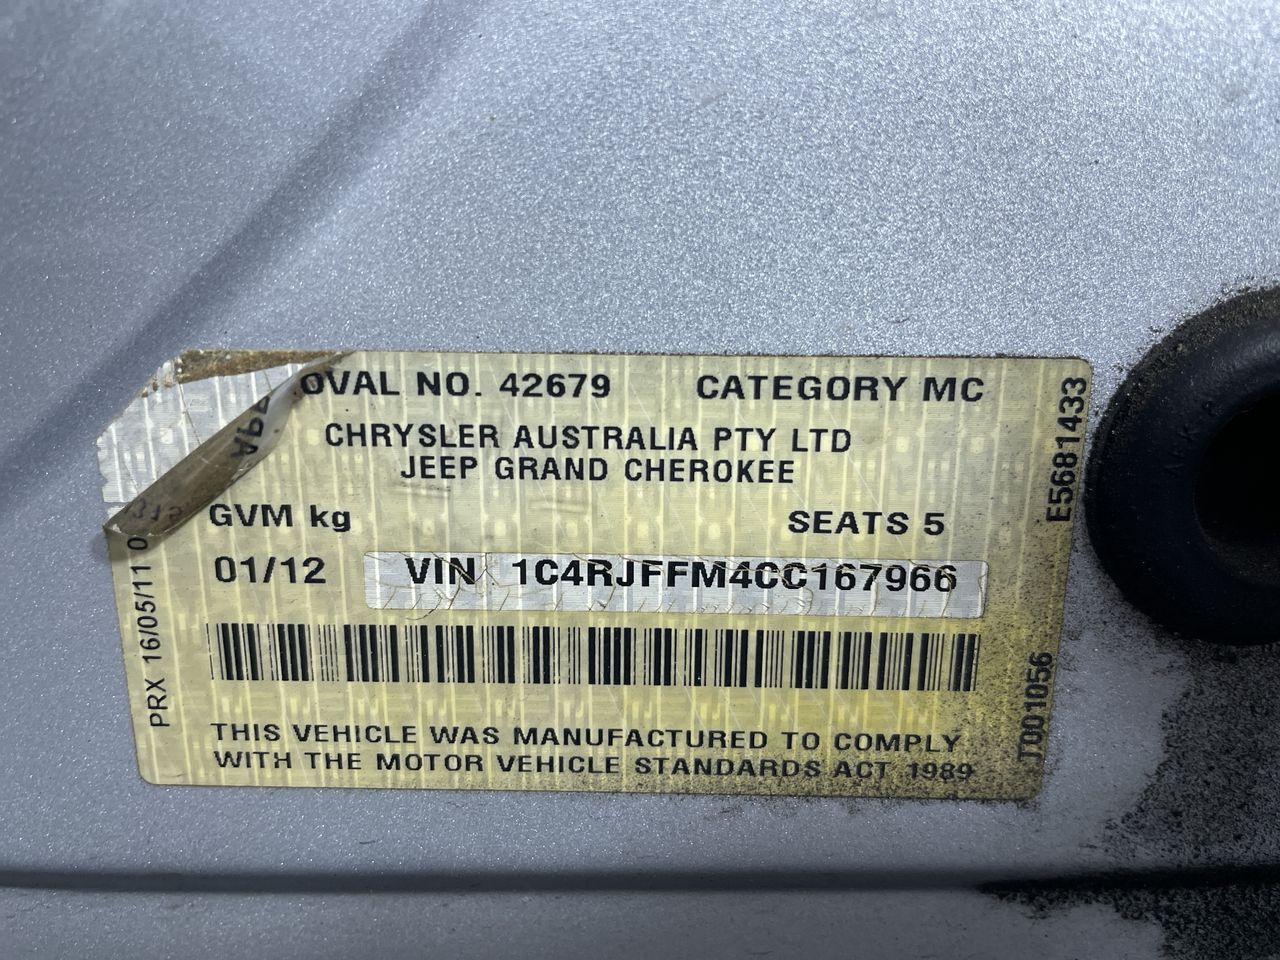 OVAL NO. 42679 CATEGORY MC
CHRYSLER AUSTRALIA PTY LTD
JEEP GRAND CHEROKEE
GVM kg SEATS 5
01/12 VIN 1C4RJFFM4CC167966
THIS VEHICLE WAS MANUFACTURED TO COMPLY
WITH THE MOTOR VEHICLE STANDARDS ACT 1989
PRX 16/05/11 0
E5681433
JT001056